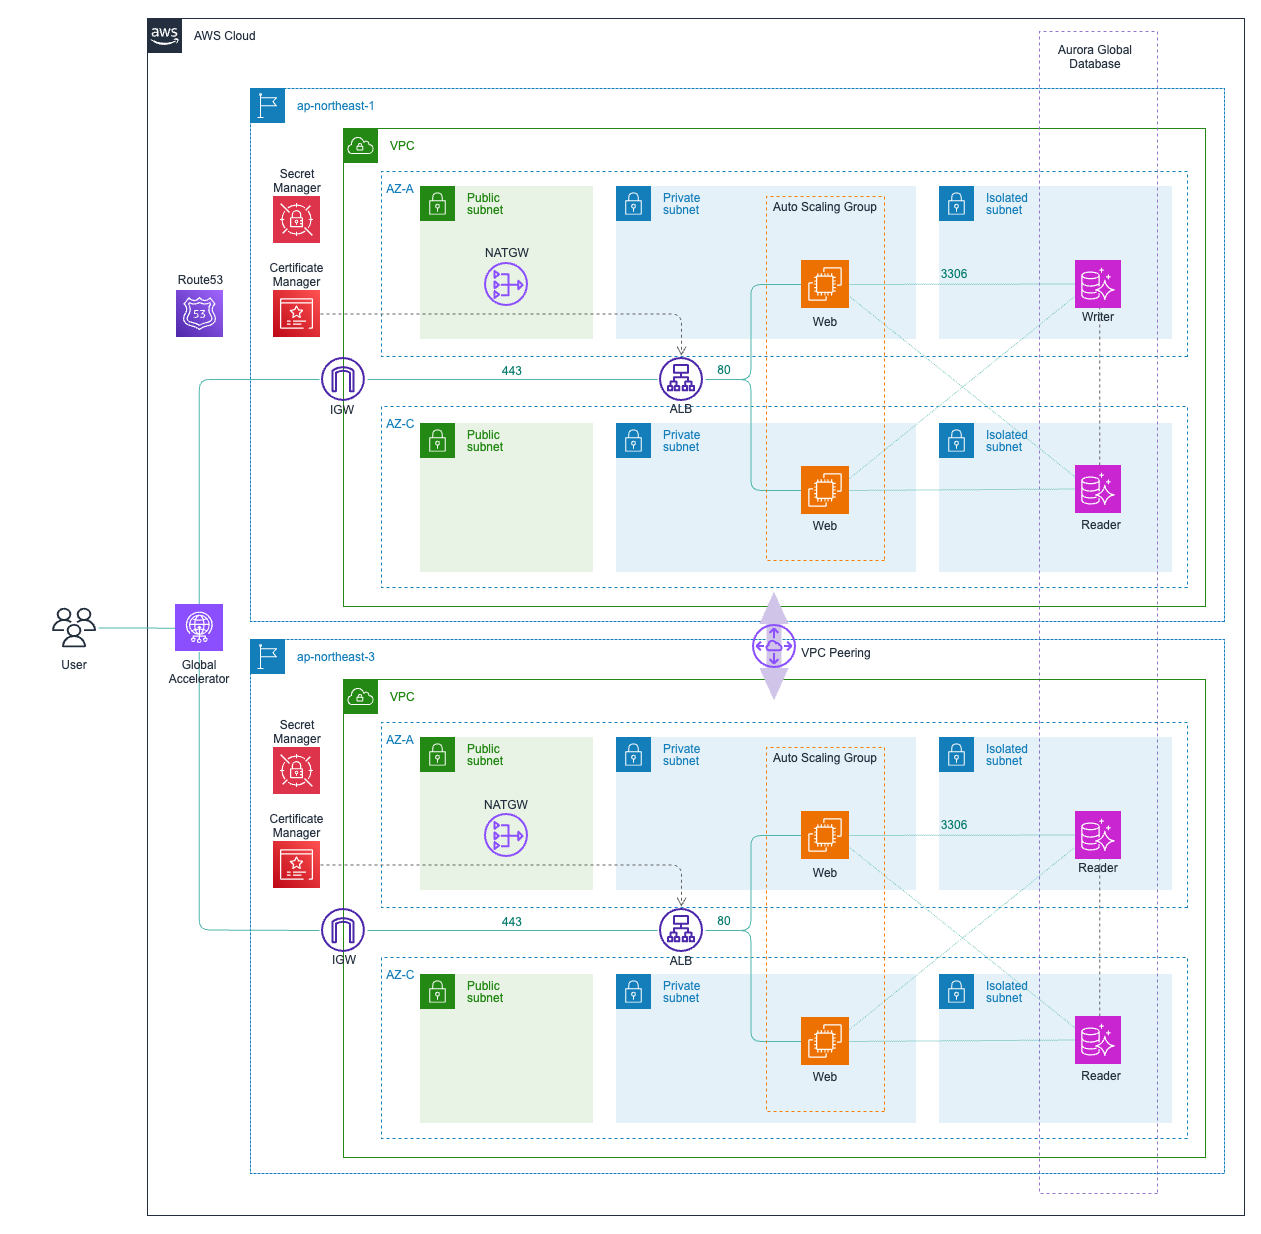 aws
AWS Cloud
Aurora Global
Database
ap-northeast-1
VPC
Secret
Manager
AZ-A
Public
subnet
Private
subnet
Auto Scaling Group
Isolated
subnet
NATGW
Certificate
Manager
Route53
53
3306
Web
Writer
443
80
IGW
ALB
AZ-C
Public
subnet
Private
subnet
Isolated
subnet
Web
Reader
User
Global
Accelerator
VPC Peering
ap-northeast-3
VPC
Secret
Manager
AZ-A
Public
subnet
Private
subnet
Auto Scaling Group
Isolated
subnet
NATGW
Certificate
Manager
3306
Web
Reader
443
80
IGW
ALB
AZ-C
Public
subnet
Private
subnet
Isolated
subnet
Web
Reader